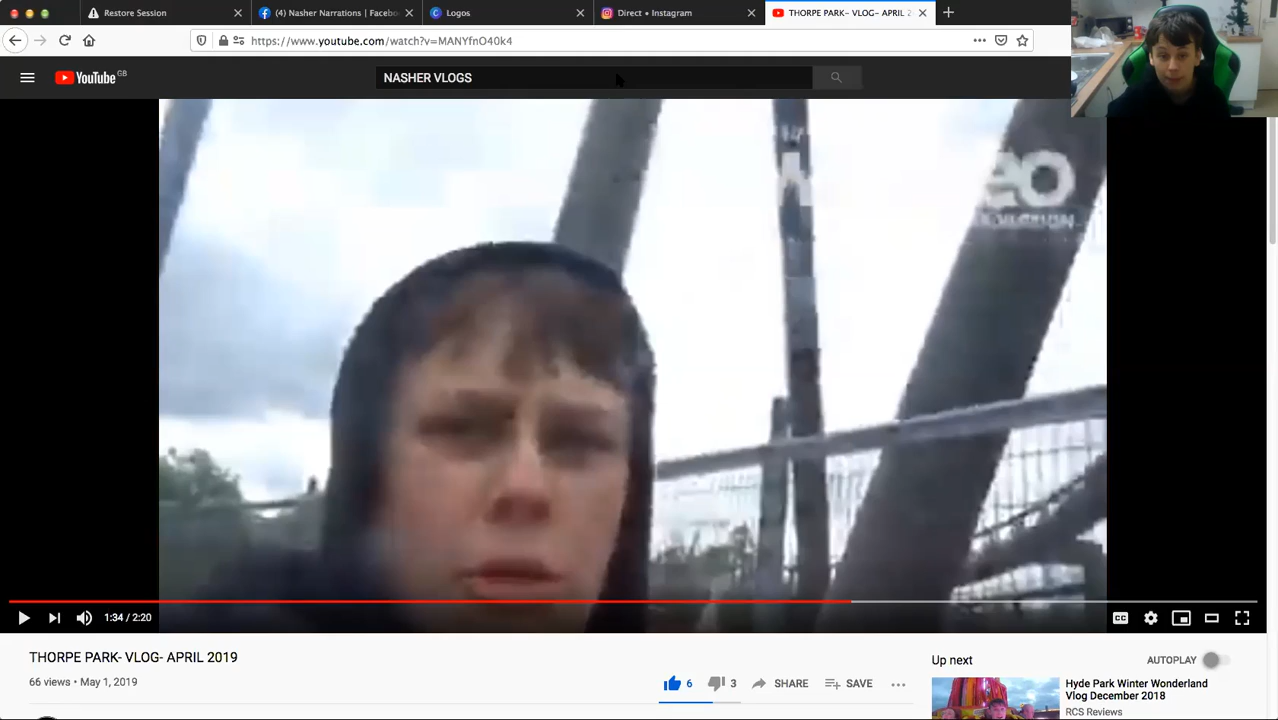 Restore Session
(4) Nasher Narrations | Facebo
Logos
Direct • Instagram
THORPE PARK- VLOG- APRIL 2
https://www.youtube.com/watch?v=MANYfnO40k4
YouTube GB
NASHER VLOGS
1:34 / 2:20
CC
THORPE PARK- VLOG- APRIL 2019
66 views • May 1, 2019
6
3
SHARE
SAVE
Up next
AUTOPLAY
Hyde Park Winter Wonderland
Vlog December 2018
RCS Reviews